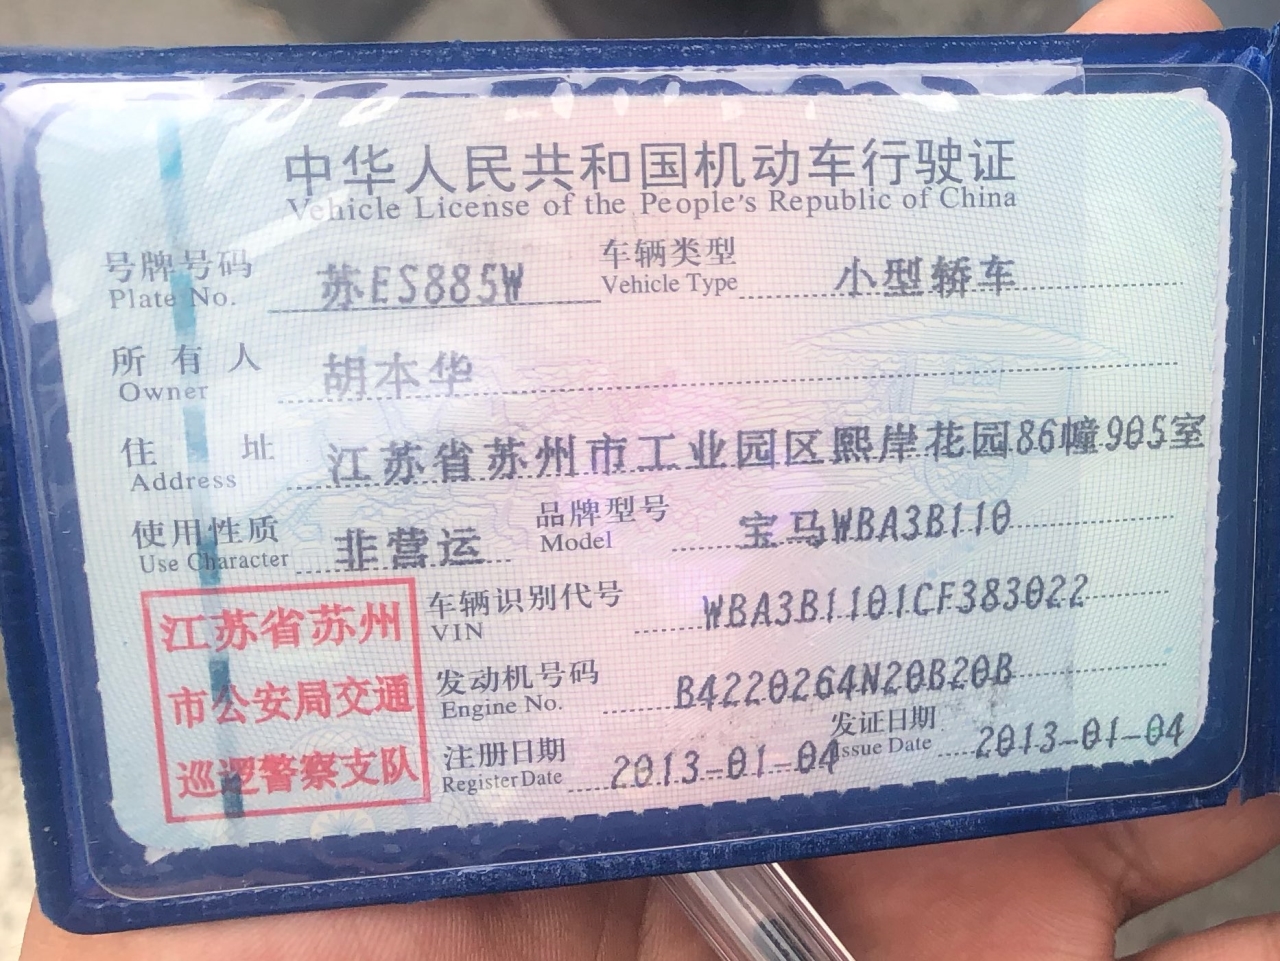 中华人民共和国机动车行驶证
Vehicle License of the People's Republic of China
号牌号码 苏ES885W 车辆类型 小型轿车
Plate No. Vehicle Type
所有人 胡本华
Owner
住址 江苏省苏州市工业园区熙岸花园86幢905室
Address
使用性质 非营运 品牌型号 宝马WBA3B110
Use Character Model
车辆识别代号 WBA3B1101CF383022
VIN
发动机号码 B4220264N20B20B
Engine No.
注册日期 2013-01-04 发证日期 2013-01-04
Register Date Issue Date
江苏省苏州
市公安局交通
巡逻警察支队